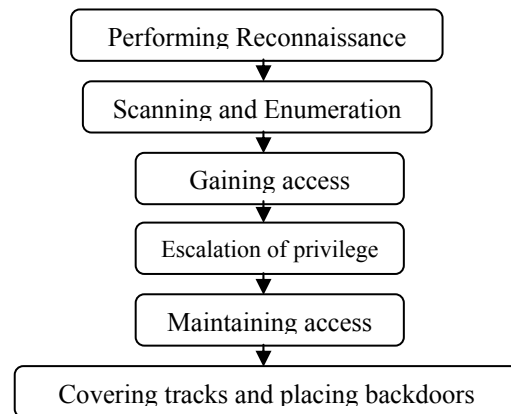 Performing Reconnaissance
Scanning and Enumeration
Gaining access
Escalation of privilege
Maintaining access
Covering tracks and placing backdoors